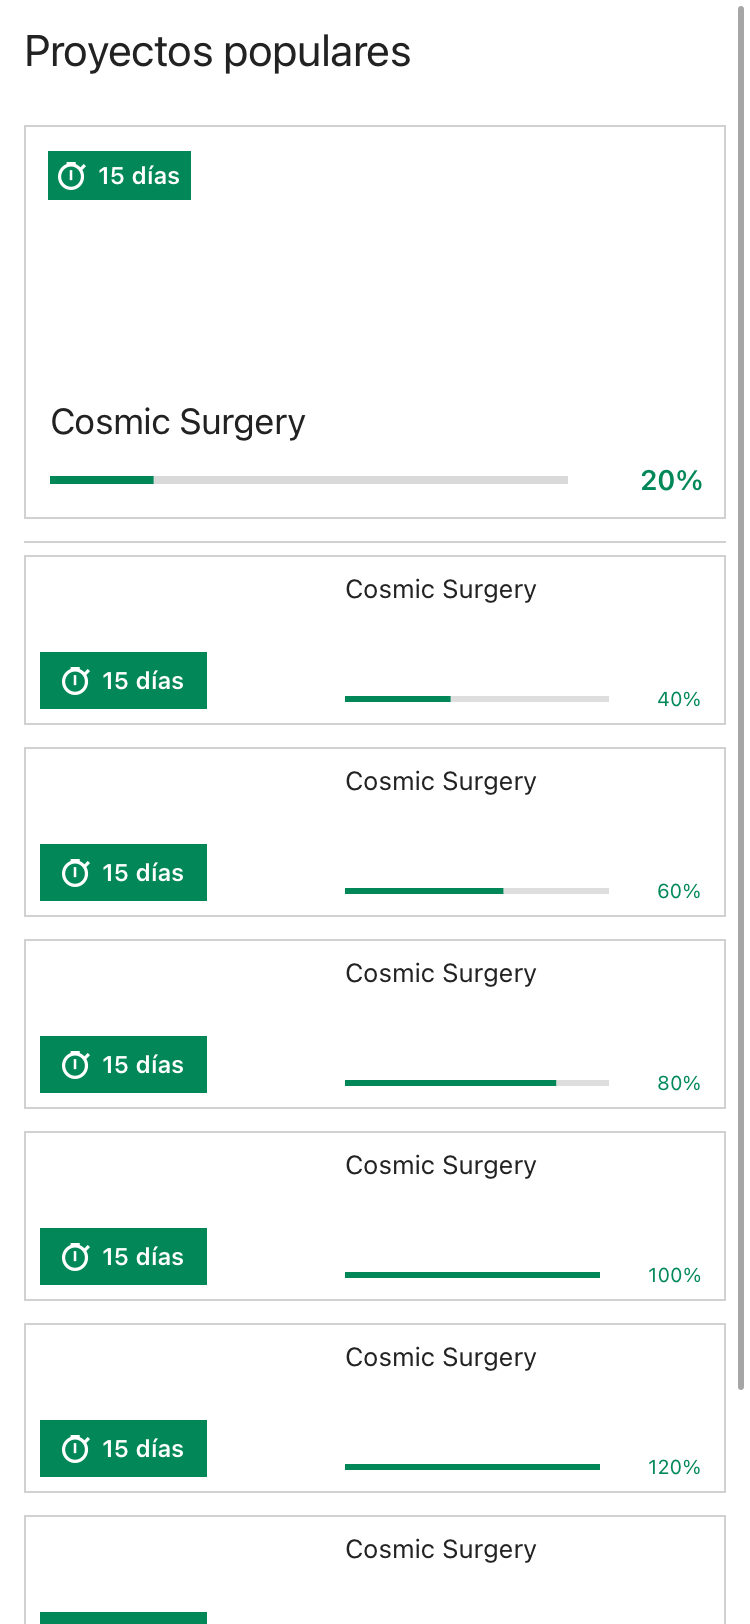 Proyectos populares
15 días
Cosmic Surgery
20%
Cosmic Surgery
15 días
40%
Cosmic Surgery
15 días
60%
Cosmic Surgery
15 días
80%
Cosmic Surgery
15 días
100%
Cosmic Surgery
15 días
120%
Cosmic Surgery